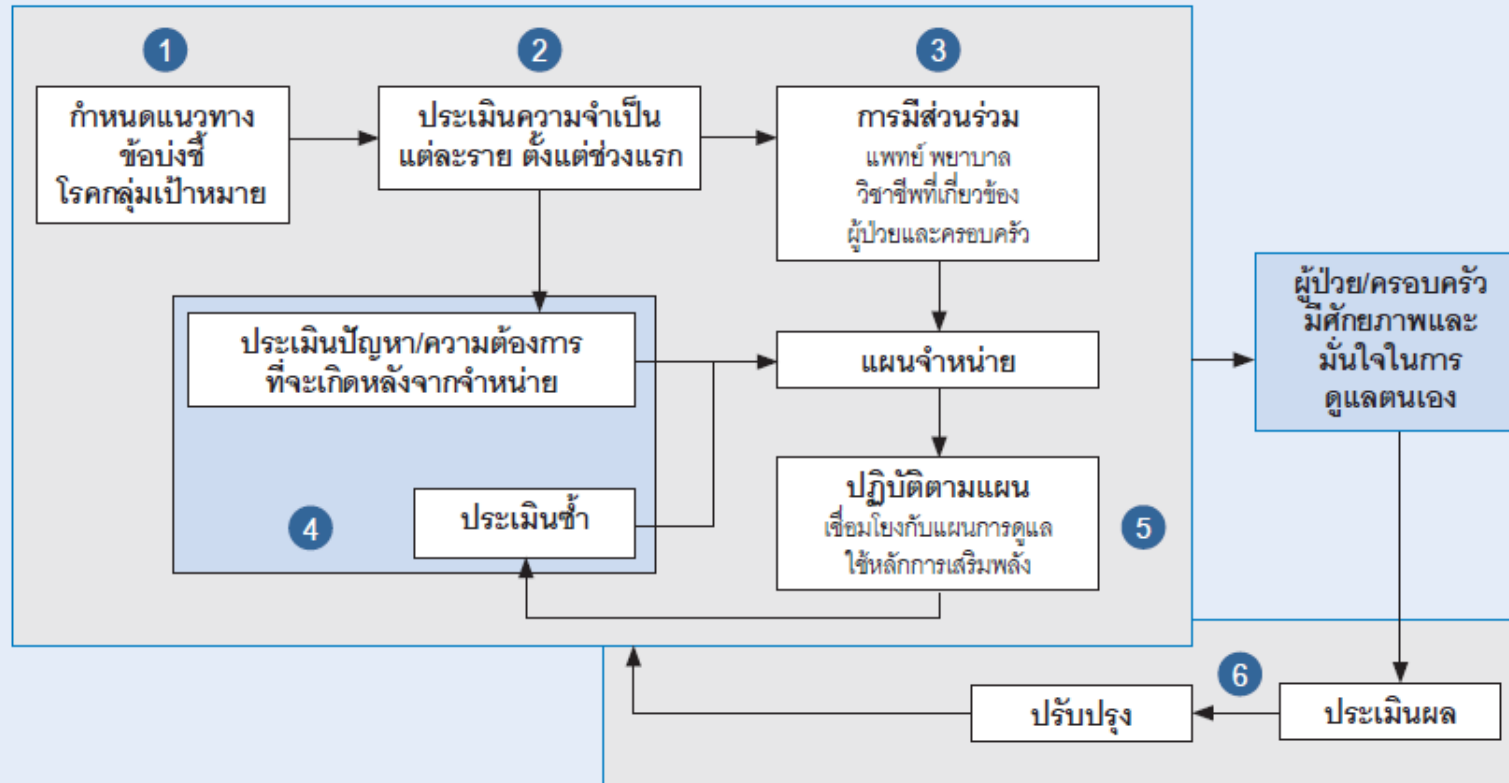 1
กำหนดแนวทาง
ข้อบ่งชี้
โรคกลุ่มเป้าหมาย
2
ประเมินความจำเป็น
แต่ละราย ตั้งแต่ช่วงแรก
3
การมีส่วนร่วม
แพทย์ พยาบาล
วิชาชีพที่เกี่ยวข้อง
ผู้ป่วยและครอบครัว
ประเมินปัญหา/ความต้องการ
ที่จะเกิดหลังจากจำหน่าย
แผนจำหน่าย
4
ประเมินซ้ำ
ปฏิบัติตามแผน
เชื่อมโยงกับแผนการดูแล
ใช้หลักการเสริมพลัง
5
ผู้ป่วย/ครอบครัว
มีศักยภาพและ
มั่นใจในการ
ดูแลตนเอง
6
ปรับปรุง
ประเมินผล